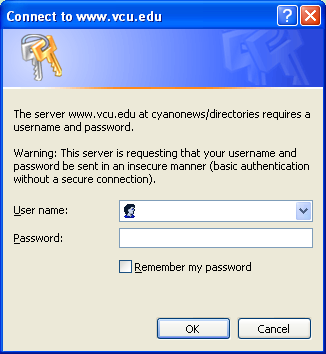 Connect to www.vcu.edu
The server www.vcu.edu at cyanonews/directories requires a
username and password.
Warning: This server is requesting that your username and
password be sent in an insecure manner (basic authentication
without a secure connection).
User name:
Password:
Remember my password
OK Cancel